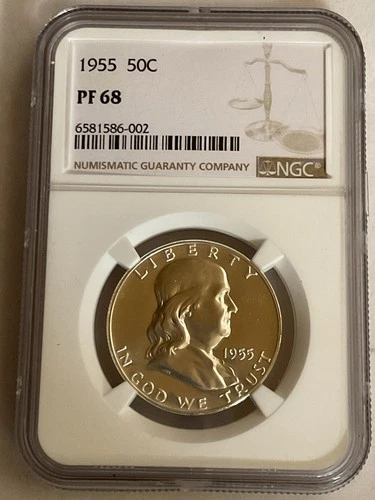 1955 50C
PF 68
6581586-002
NUMISMATIC GUARANTY COMPANY
NGC®
LIBERTY
1955
IN GOD WE TRUST